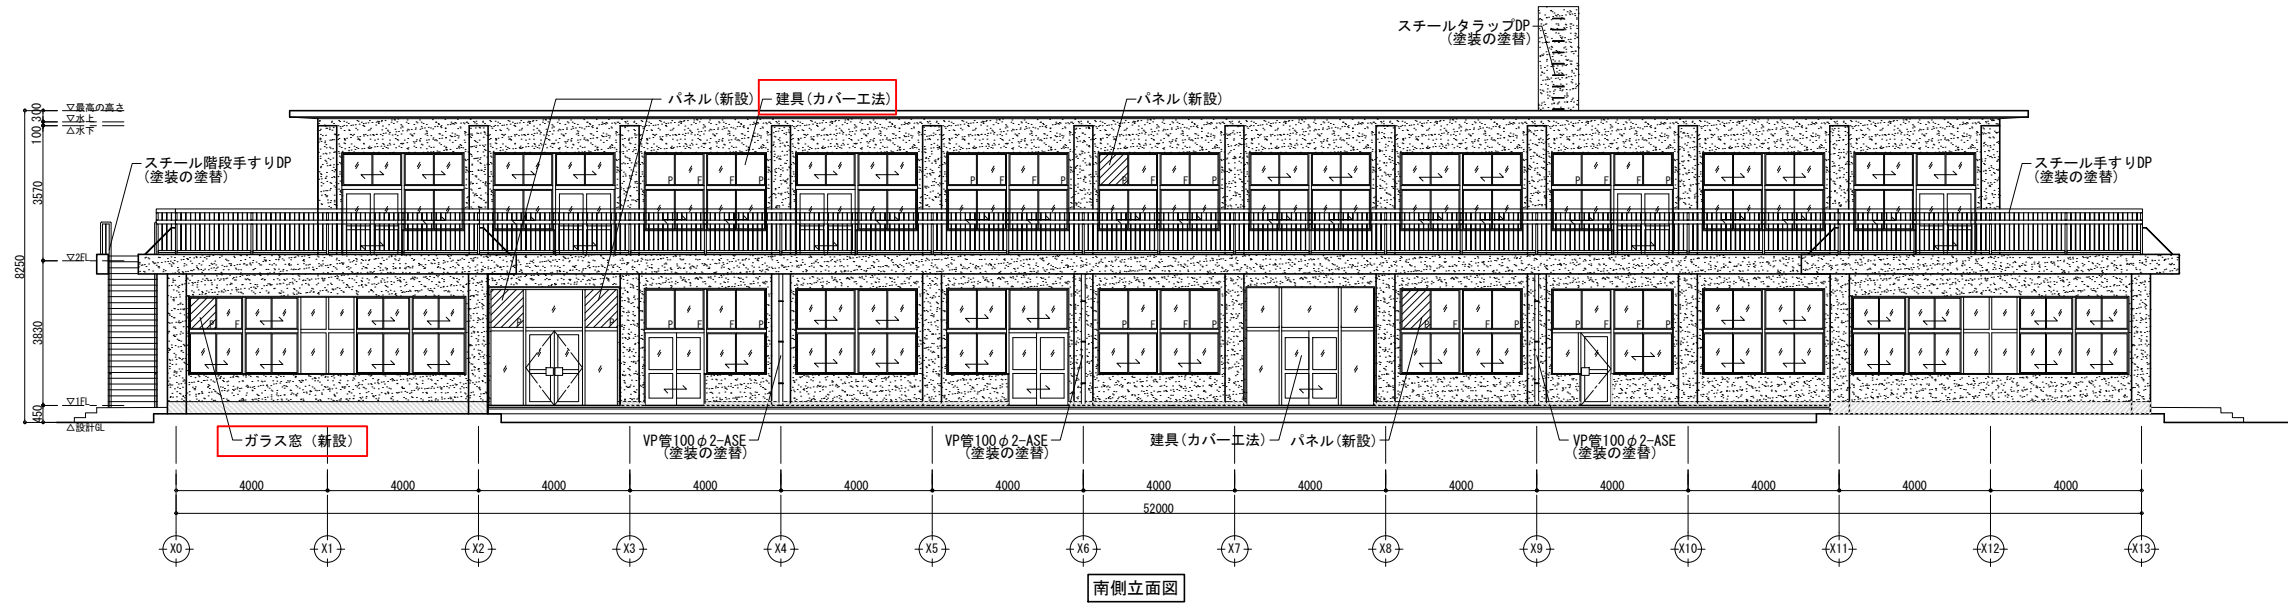 スチールタラップDP
(塗装の塗替)
パネル(新設)
建具(カバー工法)
パネル(新設)
▽最高の高さ
▽水上
△水下
300
100
スチール階段手すりDP
(塗装の塗替)
スチール手すりDP
(塗装の塗替)
3570
P F F P
P F F P
P F F P
P F F P
▽2FL
8250
P F
P P
P F F P
P F F P
P F F P
3830
▽1FL
450
△設計GL
ガラス窓（新設）
VP管100φ2-ASE
(塗装の塗替)
VP管100φ2-ASE
(塗装の塗替)
建具(カバー工法)
パネル(新設)
VP管100φ2-ASE
(塗装の塗替)
4000 4000 4000 4000 4000 4000 4000 4000 4000 4000 4000 4000 4000
52000
X0 X1 X2 X3 X4 X5 X6 X7 X8 X9 X10 X11 X12 X13
南側立面図